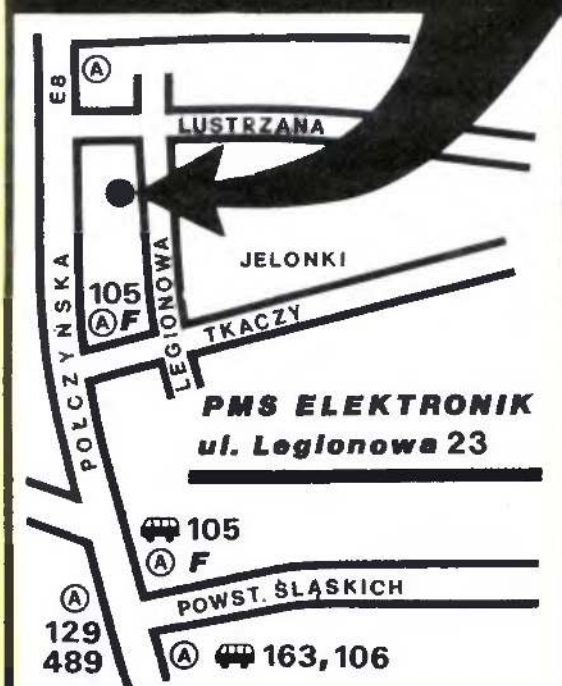 E8
A
LUSTRZANA
JELONKI
POŁCZYŃSKA
105
A F
LEGIONOWA
TKACZY
PMS ELEKTRONIK
ul. Legionowa 23
105
A F
POWST. ŚLĄSKICH
A
129
489
A 163, 106